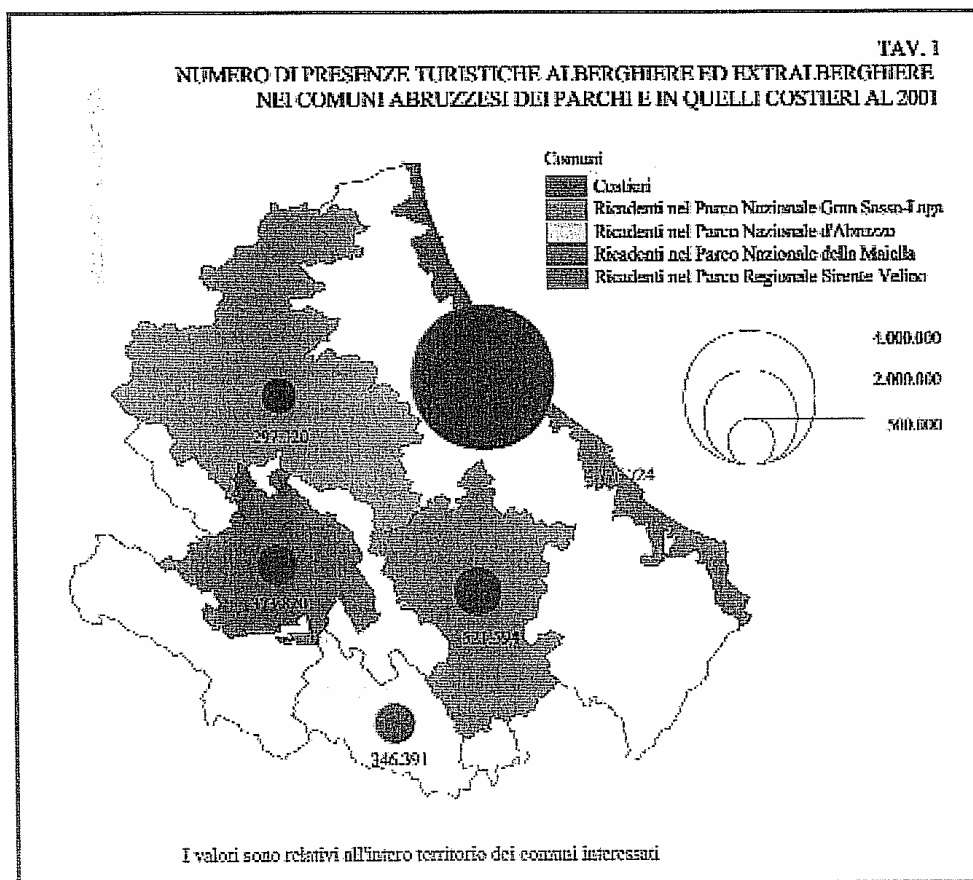 TAV. 1
NUMERO DI PRESENZE TURISTICHE ALBERGHIERE ED EXTRALBERGHIERE
NEI COMUNI ABRUZZESI DEI PARCHI E IN QUELLI COSTIERI AL 2001
Comuni
Costieri
Ricadenti nel Parco Nazionale Gran Sasso-Laga
Ricadenti nel Parco Nazionale d'Abruzzo
Ricadenti nel Parco Nazionale della Maiella
Ricadenti nel Parco Regionale Sirente Velino
4.000.000
2.000.000
500.000
346.391
I valori sono relativi all'intero territorio dei comuni interessati